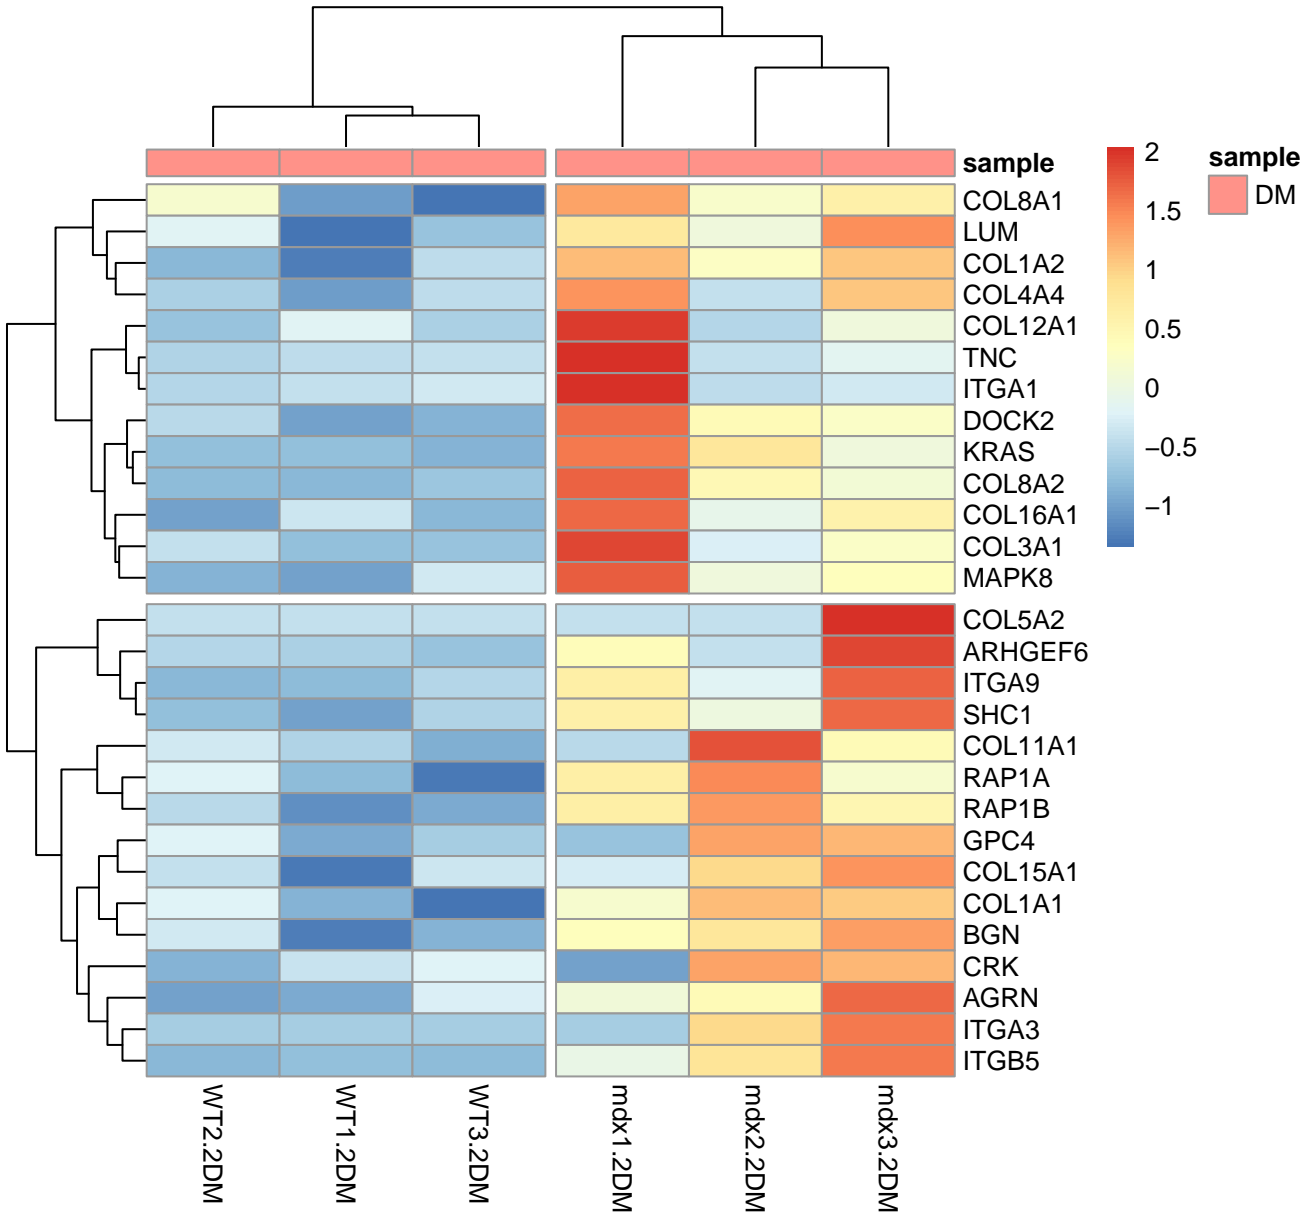 sample
COL8A1
LUM
COL1A2
COL4A4
COL12A1
TNC
ITGA1
DOCK2
KRAS
COL8A2
COL16A1
COL3A1
MAPK8
COL5A2
ARHGEF6
ITGA9
SHC1
COL11A1
RAP1A
RAP1B
GPC4
COL15A1
COL1A1
BGN
CRK
AGRN
ITGA3
ITGB5
WT2.2DM
WT1.2DM
WT3.2DM
mdx1.2DM
mdx2.2DM
mdx3.2DM
2
1.5
1
0.5
0
−0.5
−1
sample
DM